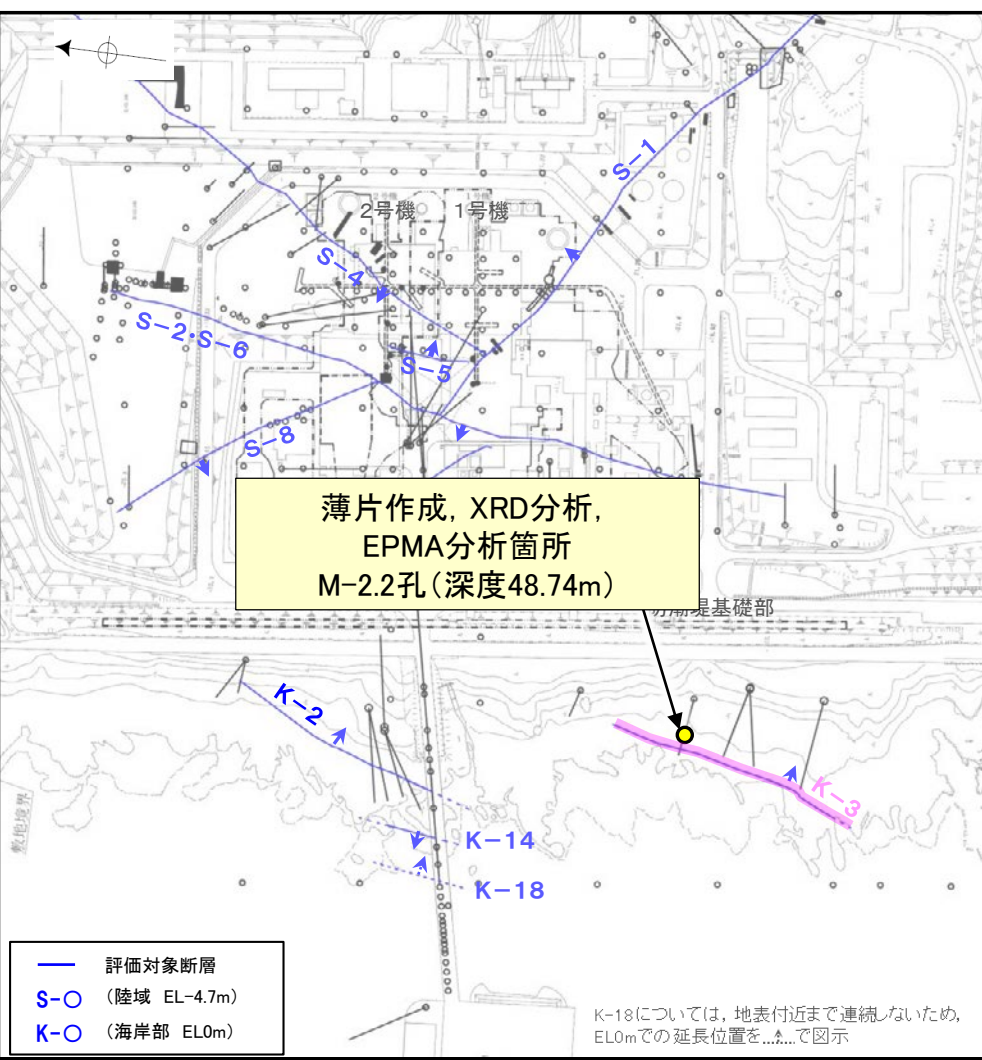 S-1
2号機
1号機
S-4
S-2・S-6
S-5
S-8
薄片作成, XRD分析,
EPMA分析箇所
M-2.2孔(深度48.74m)
防潮堤基礎部
K-2
K-3
敷地境界
K-14
K-18
評価対象断層
S-○ (陸域 EL-4.7m)
K-○ (海岸部 EL0m)
K-18については, 地表付近まで連続しないため,
EL0mでの延長位置を で図示